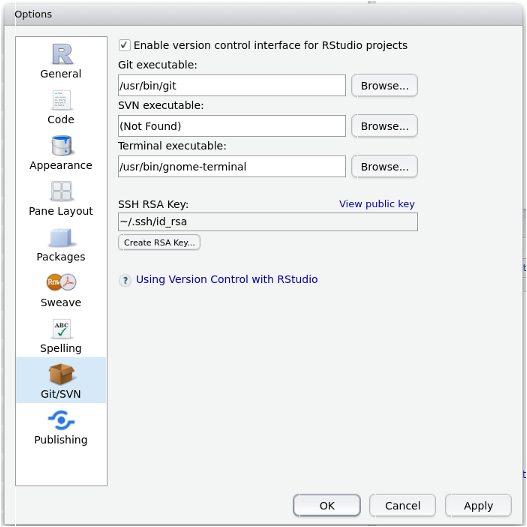 Options
Enable version control interface for RStudio projects
Git executable:
/usr/bin/git
Browse...
SVN executable:
(Not Found)
Browse...
Terminal executable:
/usr/bin/gnome-terminal
Browse...
SSH RSA Key:
View public key
~/.ssh/id_rsa
Create RSA Key...
? Using Version Control with RStudio
R
General
Code
Appearance
Pane Layout
Packages
Rnw
Sweave
ABC
Spelling
Git/SVN
Publishing
OK
Cancel
Apply